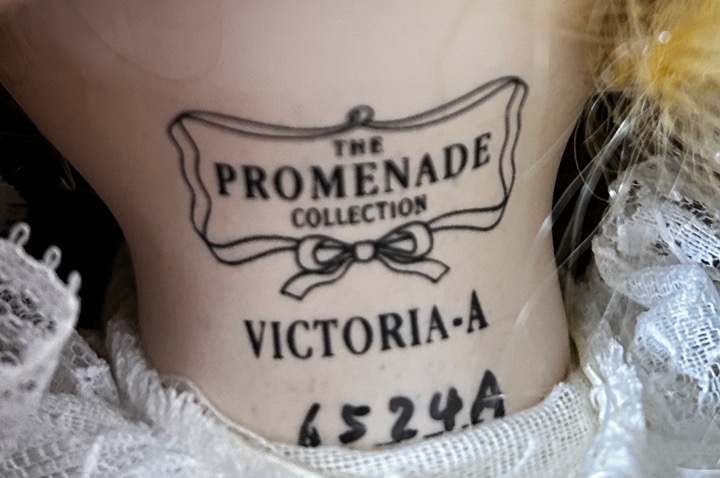 THE
PROMENADE
COLLECTION
VICTORIA-A
6524A